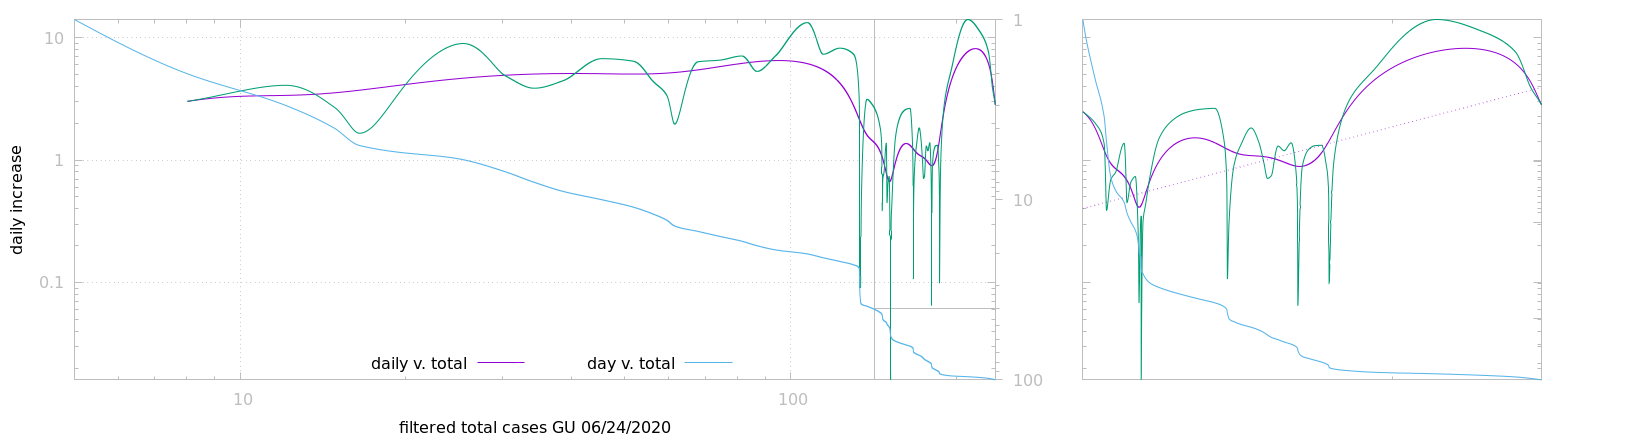 10
1
0.1
daily increase
1
10
100
daily v. total
day v. total
10
100
filtered total cases GU 06/24/2020